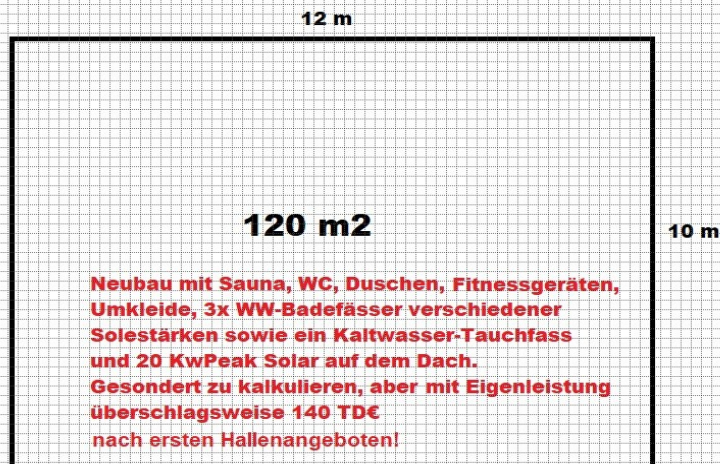 12 m
120 m2
10 m
Neubau mit Sauna, WC, Duschen, Fitnessgeräten,
Umkleide, 3x WW-Badefässer verschiedener
Solestärken sowie ein Kaltwasser-Tauchfass
und 20 KwPeak Solar auf dem Dach.
Gesondert zu kalkulieren, aber mit Eigenleistung
überschlagsweise 140 TD€
nach ersten Hallenangeboten!